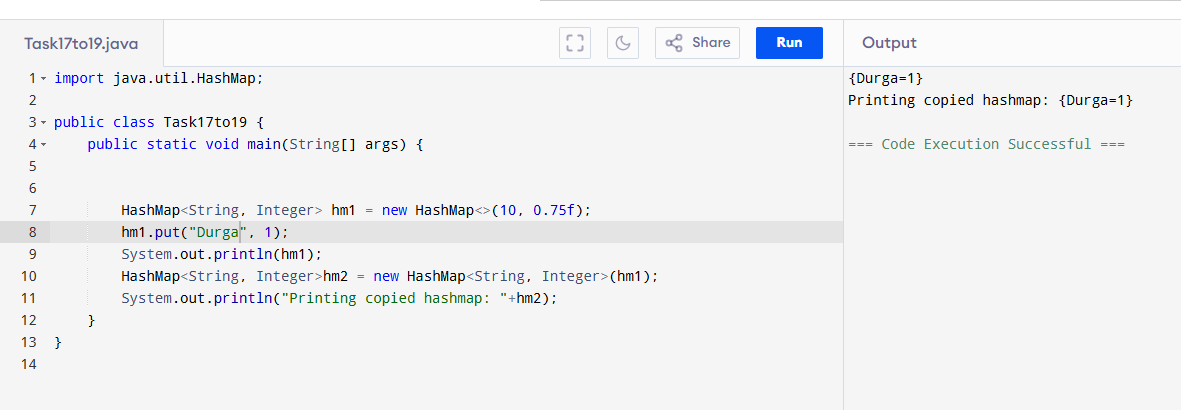 Task17to19.java
Share
Run
Output
1 import java.util.HashMap;
2
3 public class Task17to19 {
4     public static void main(String[] args) {
5
6
7         HashMap<String, Integer> hm1 = new HashMap<>(10, 0.75f);
8         hm1.put("Durga", 1);
9         System.out.println(hm1);
10         HashMap<String, Integer>hm2 = new HashMap<String, Integer>(hm1);
11         System.out.println("Printing copied hashmap: "+hm2);
12     }
13 }
14
{Durga=1}
Printing copied hashmap: {Durga=1}
=== Code Execution Successful ===